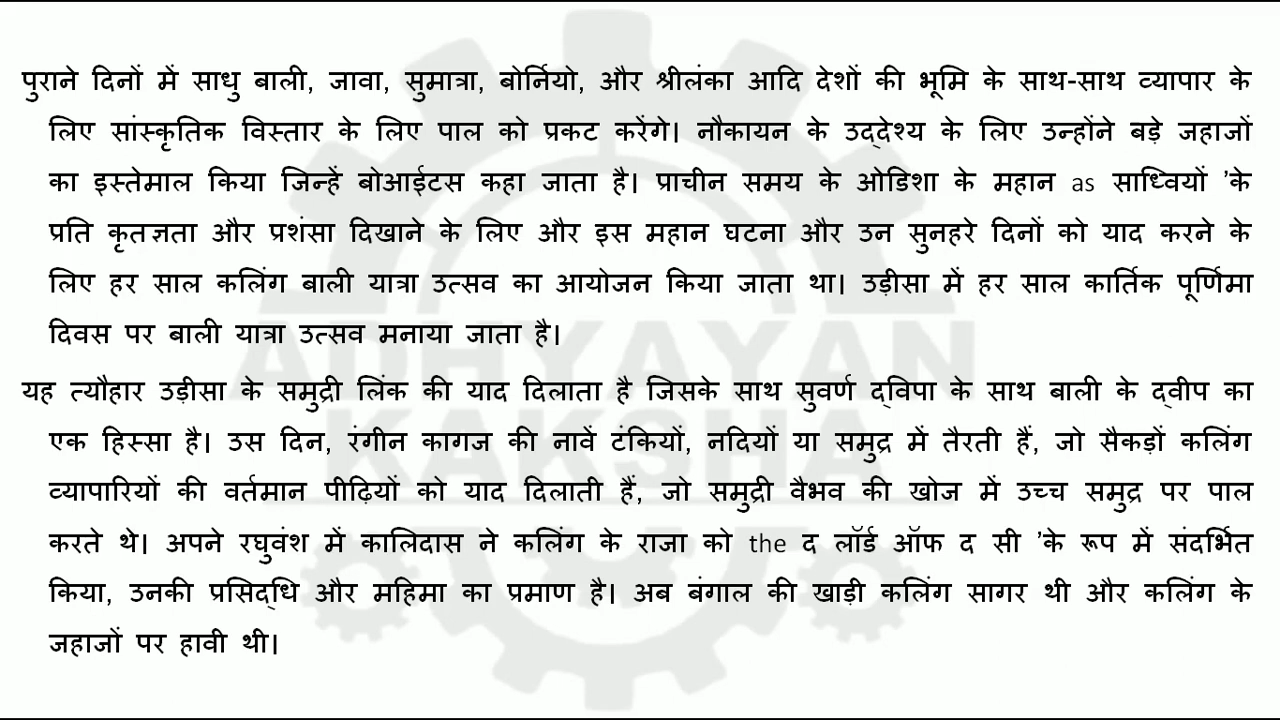 पुराने दिनों में साधु बाली, जावा, सुमात्रा, बोर्नियो, और श्रीलंका आदि देशों की भूमि के साथ-साथ व्यापार के
लिए सांस्कृतिक विस्तार के लिए पाल को प्रकट करेंगे। नौकायन के उद्देश्य के लिए उन्होंने बड़े जहाजों
का इस्तेमाल किया जिन्हें बोआईटस कहा जाता है। प्राचीन समय के ओडिशा के महान as साध्वियों 'के
प्रति कृतज्ञता और प्रशंसा दिखाने के लिए और इस महान घटना और उन सुनहरे दिनों को याद करने के
लिए हर साल कलिंग बाली यात्रा उत्सव का आयोजन किया जाता था। उड़ीसा में हर साल कार्तिक पूर्णिमा
दिवस पर बाली यात्रा उत्सव मनाया जाता है।
यह त्यौहार उड़ीसा के समुद्री लिंक की याद दिलाता है जिसके साथ सुवर्ण द्विपा के साथ बाली के द्वीप का
एक हिस्सा है। उस दिन, रंगीन कागज की नावें टंकियों, नदियों या समुद्र में तैरती हैं, जो सैकड़ों कलिंग
व्यापारियों की वर्तमान पीढ़ियों को याद दिलाती हैं, जो समुद्री वैभव की खोज में उच्च समुद्र पर पाल
करते थे। अपने रघुवंश में कालिदास ने कलिंग के राजा को the द लॉर्ड ऑफ द सी 'के रूप में संदर्भित
किया, उनकी प्रसिद्धि और महिमा का प्रमाण है। अब बंगाल की खाड़ी कलिंग सागर थी और कलिंग के
जहाजों पर हावी थी।
ADHYAYAN
KAKSHA